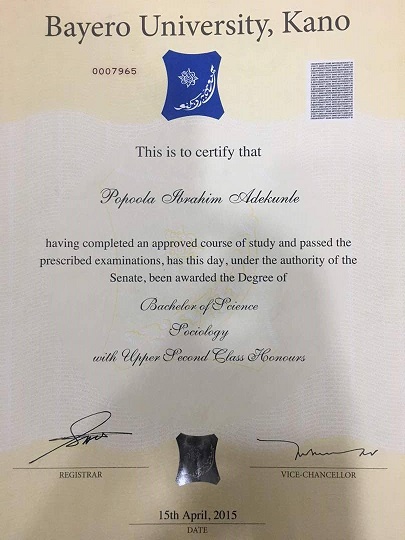 Bayero University, Kano
0007965
This is to certify that
Popoola Ibrahim Adekunle
having completed an approved course of study and passed the
prescribed examinations, has this day, under the authority of the
Senate, been awarded the Degree of
Bachelor of Science
Sociology
with Upper Second Class Honours
REGISTRAR
VICE-CHANCELLOR
15th April, 2015
DATE